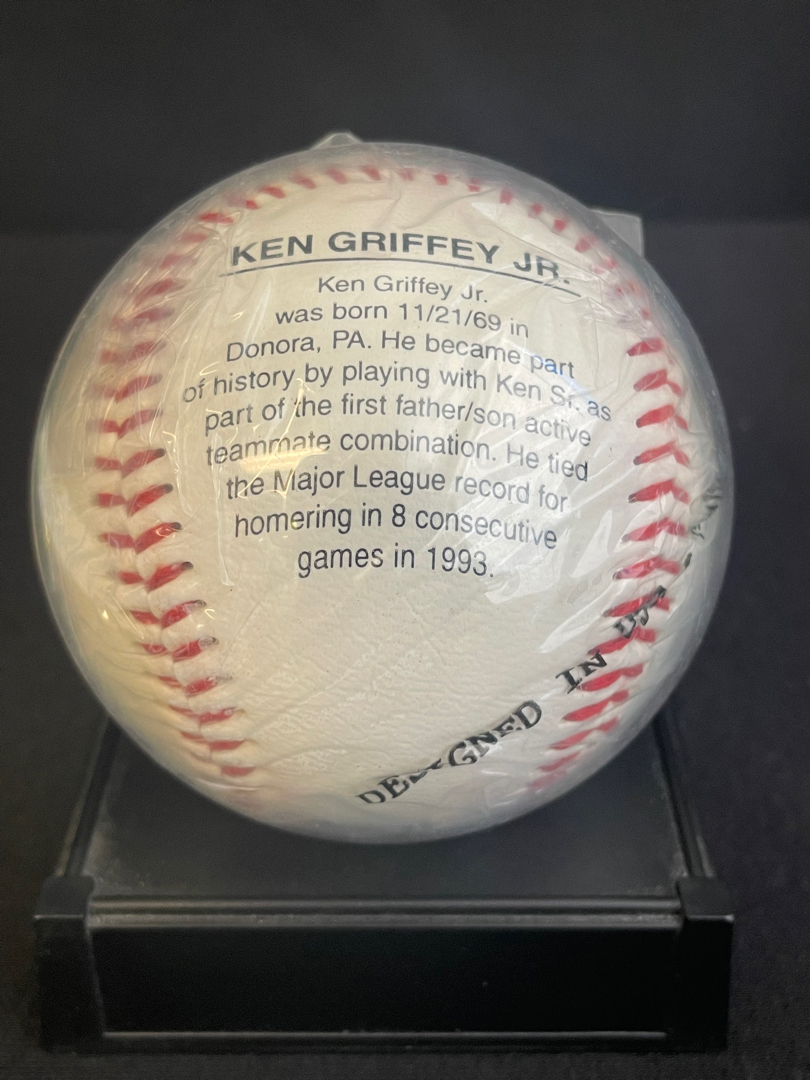 KEN GRIFFEY JR.
Ken Griffey Jr.
was born 11/21/69 in
Donora, PA. He became part
of history by playing with Ken Sr. as
part of the first father/son active
teammate combination. He tied
the Major League record for
homering in 8 consecutive
games in 1993.
DESIGNED IN